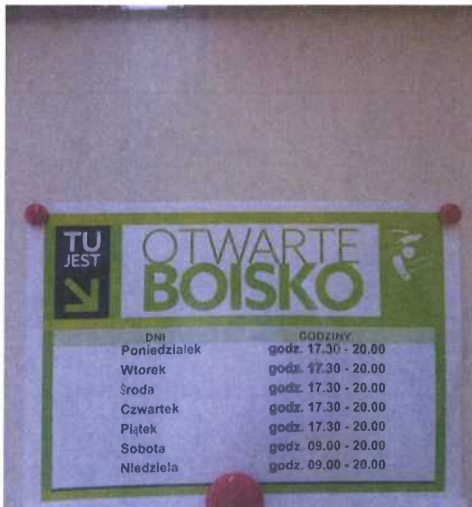 TU
JEST
OTWARTE
BOISKO
DNI GODZINY
Poniedziałek godz. 17.30 - 20.00
Wtorek godz. 17.30 - 20.00
Środa godz. 17.30 - 20.00
Czwartek godz. 17.30 - 20.00
Piątek godz. 17.30 - 20.00
Sobota godz. 09.00 - 20.00
Niedziela godz. 09.00 - 20.00